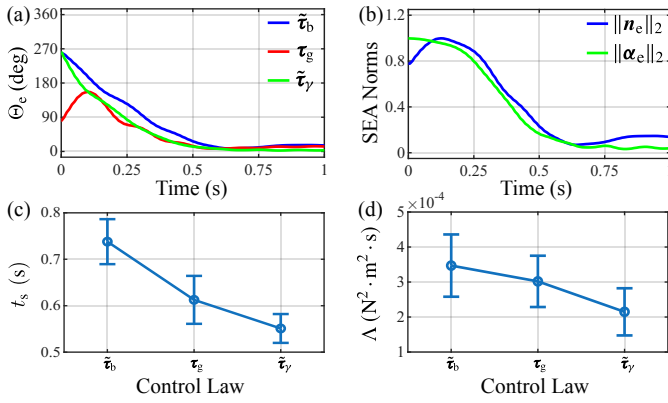 (a)
Θe (deg)
360
270
180
90
0
0 0.25 0.5 0.75 1
Time (s)
τ̃b
τg
τ̃γ
(b)
SEA Norms
1.2
0.8
0.4
0
0 0.25 0.5 0.75
Time (s)
||ne||2
||αe||2
(c)
ts (s)
0.8
0.7
0.6
0.5
τ̃b τg τ̃γ
Control Law
(d)
×10-4
Λ (N2·m2·s)
5
4
3
2
1
τ̃b τg τ̃γ
Control Law